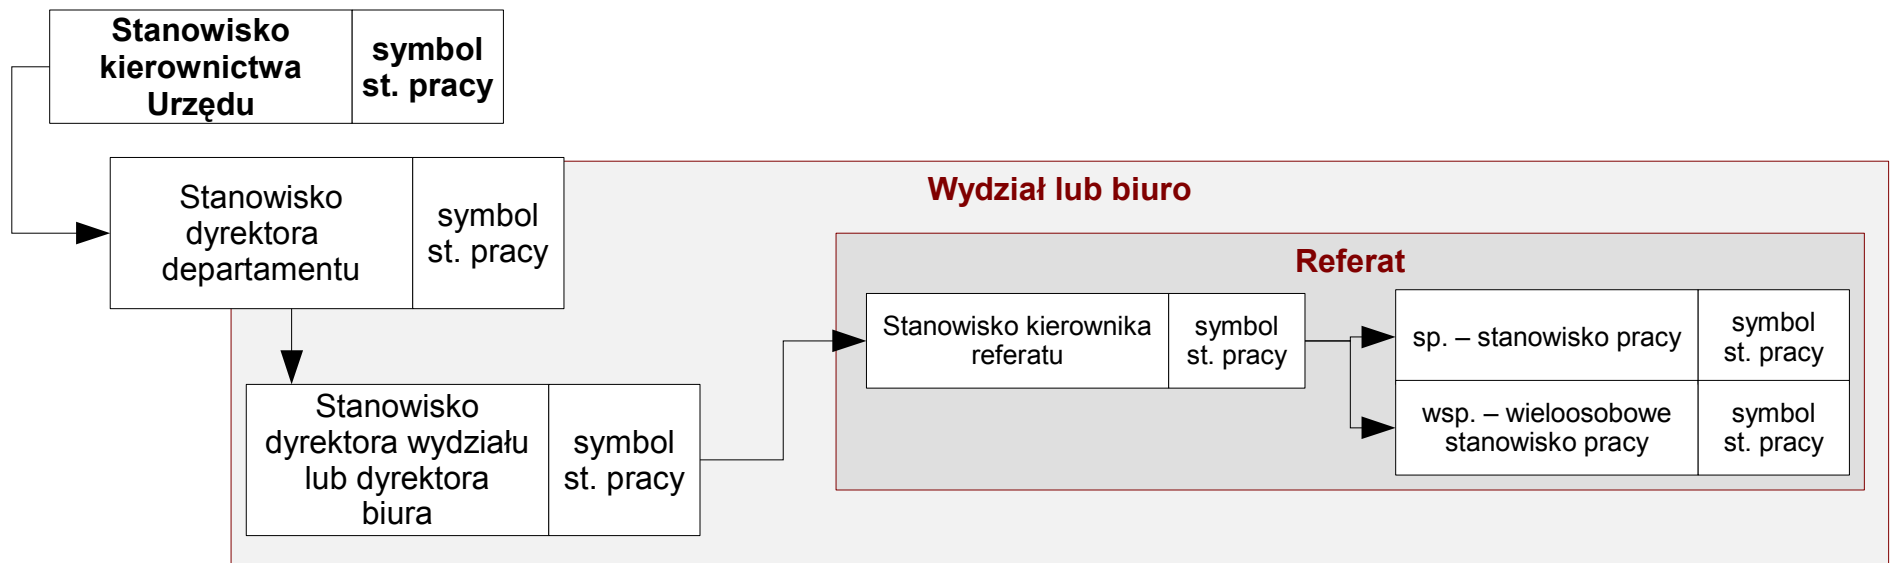 Stanowisko
kierownictwa
Urzędu
symbol
st. pracy
Stanowisko
dyrektora
departamentu
symbol
st. pracy
Wydział lub biuro
Referat
Stanowisko kierownika
referatu
symbol
st. pracy
sp. – stanowisko pracy
symbol
st. pracy
wsp. – wieloosobowe
stanowisko pracy
symbol
st. pracy
Stanowisko
dyrektora wydziału
lub dyrektora
biura
symbol
st. pracy